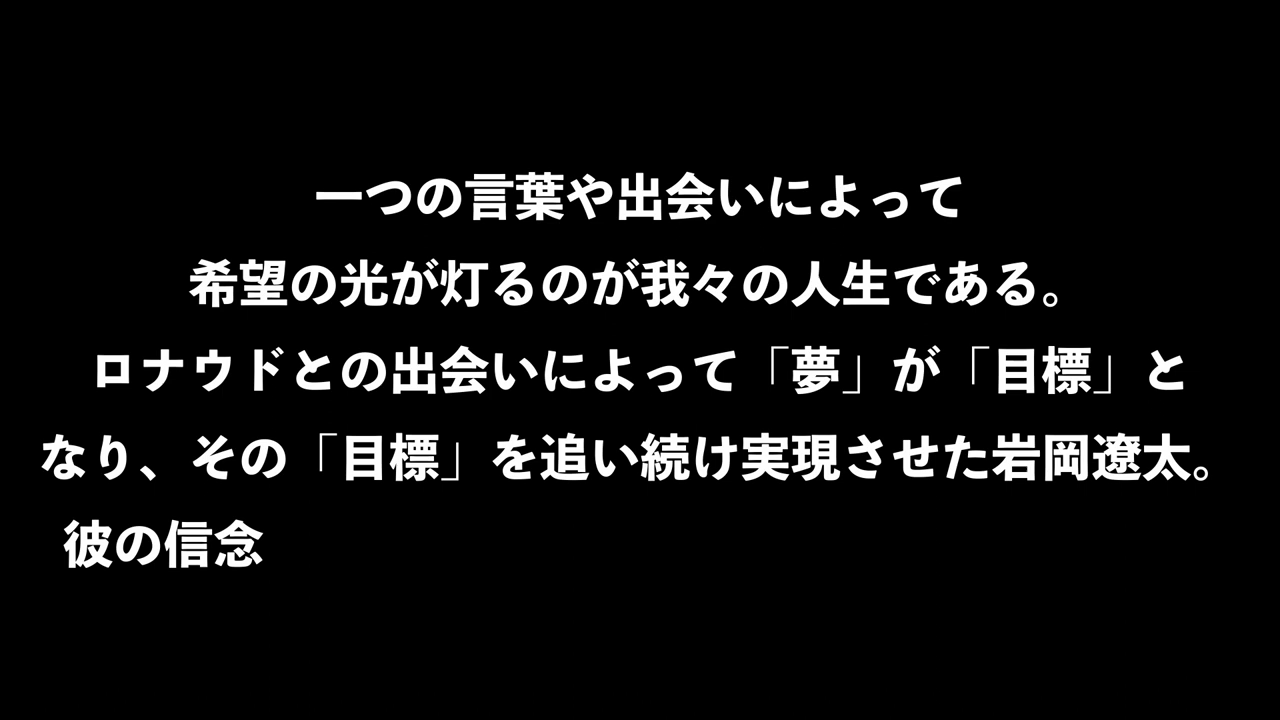 一つの言葉や出会いによって
希望の光が灯るのが我々の人生である。
ロナウドとの出会いによって「夢」が「目標」と
なり、その「目標」を追い続け実現させた岩岡遼太。
彼の信念